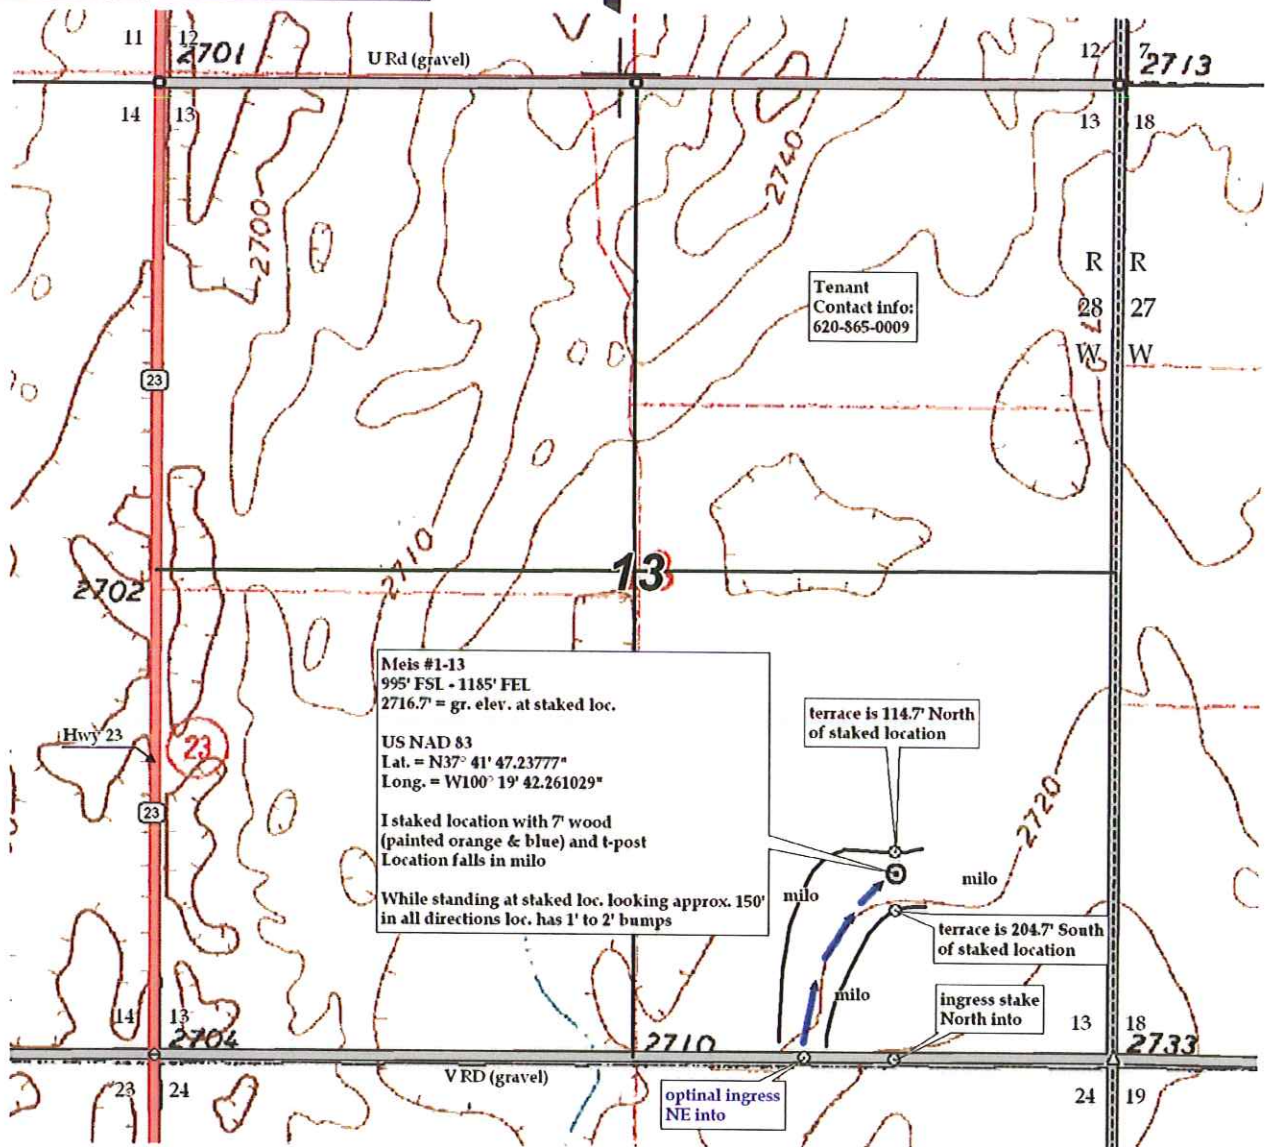 11 12
2701
U Rd (gravel)
12 7
2713
14 13
13 18
2740
2700
R R
28 27
W W
Tenant
Contact info:
620-865-0009
23
2710
13
2702
Meis #1-13
995' FSL - 1185' FEL
2716.7' = gr. elev. at staked loc.
US NAD 83
Lat. = N37° 41' 47.23777"
Long. = W100° 19' 42.261029"
I staked location with 7' wood
(painted orange & blue) and t-post
Location falls in milo
While standing at staked loc. looking approx. 150'
in all directions loc. has 1' to 2' bumps
terrace is 114.7' North
of staked location
Hwy 23
23
23
2720
milo
milo
terrace is 204.7' South
of staked location
milo
ingress stake
North into
14 13
2704
2710
13 18
2733
V RD (gravel)
optinal ingress
NE into
23 24
24 19